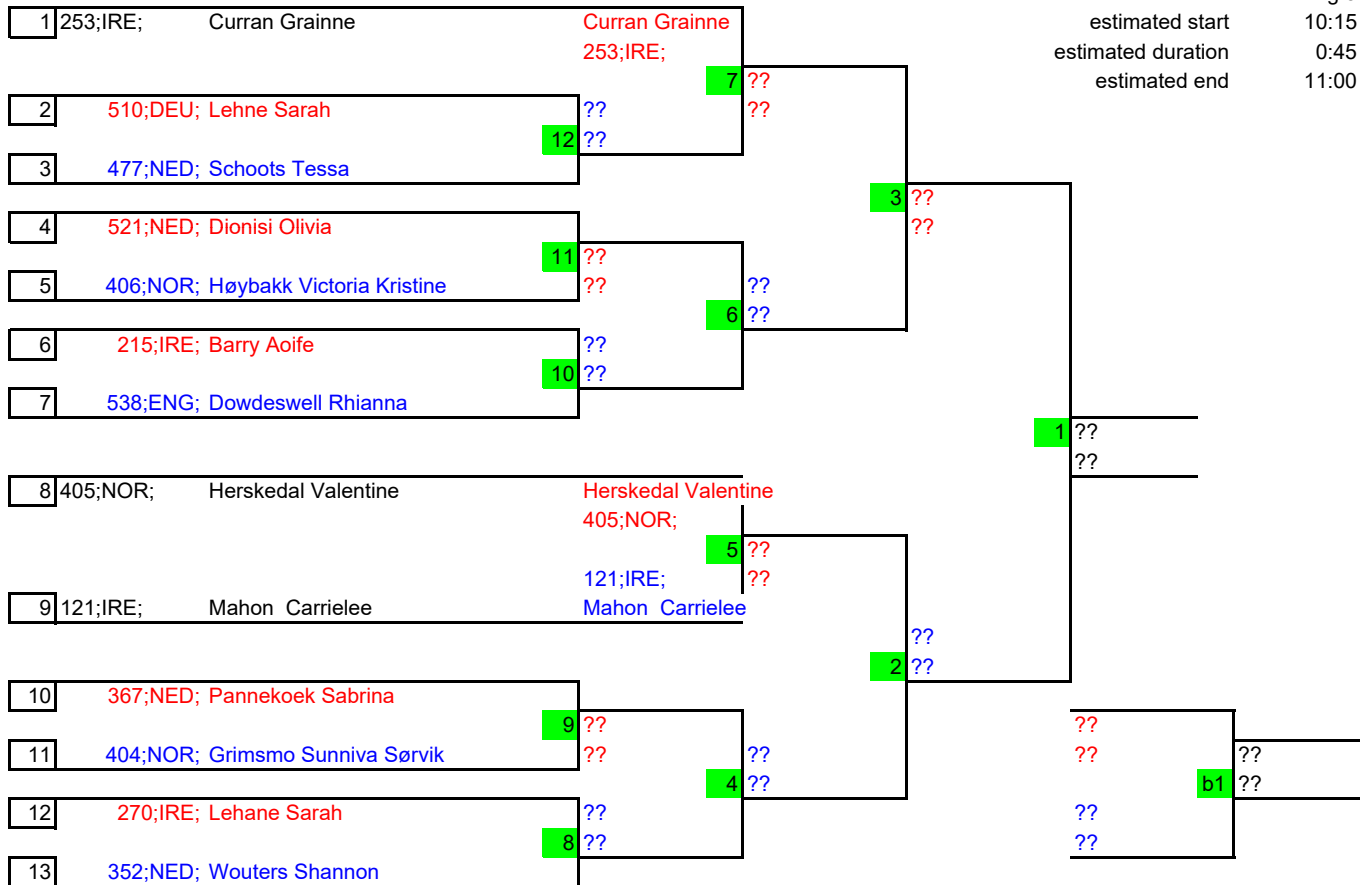 1 253;IRE; Curran Grainne Curran Grainne estimated start 10:15
253;IRE; estimated duration 0:45
7 ?? estimated end 11:00
2 510;DEU; Lehne Sarah ?? ??
12 ??
3 477;NED; Schoots Tessa
3 ??
4 521;NED; Dionisi Olivia ??
11 ??
5 406;NOR; Høybakk Victoria Kristine ?? ??
6 ??
6 215;IRE; Barry Aoife ??
10 ??
7 538;ENG; Dowdeswell Rhianna
1 ??
??
8 405;NOR; Herskedal Valentine Herskedal Valentine
405;NOR;
5 ??
121;IRE; ??
9 121;IRE; Mahon Carrielee Mahon Carrielee
??
2 ??
10 367;NED; Pannekoek Sabrina
9 ?? ??
11 404;NOR; Grimsmo Sunniva Sørvik ?? ?? ?? ??
4 ?? b1 ??
12 270;IRE; Lehane Sarah ?? ??
8 ?? ??
13 352;NED; Wouters Shannon